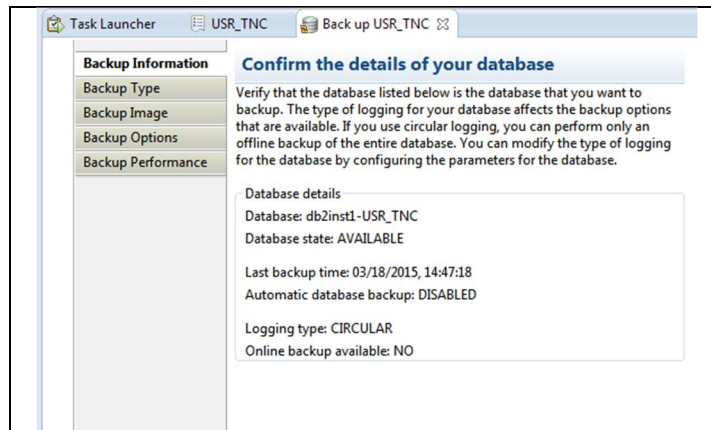 Task Launcher
USR_TNC
Back up USR_TNC
Backup Information
Backup Type
Backup Image
Backup Options
Backup Performance
Confirm the details of your database
Verify that the database listed below is the database that you want to
backup. The type of logging for your database affects the backup options
that are available. If you use circular logging, you can perform only an
offline backup of the entire database. You can modify the type of logging
for the database by configuring the parameters for the database.
Database details
Database: db2inst1-USR_TNC
Database state: AVAILABLE
Last backup time: 03/18/2015, 14:47:18
Automatic database backup: DISABLED
Logging type: CIRCULAR
Online backup available: NO